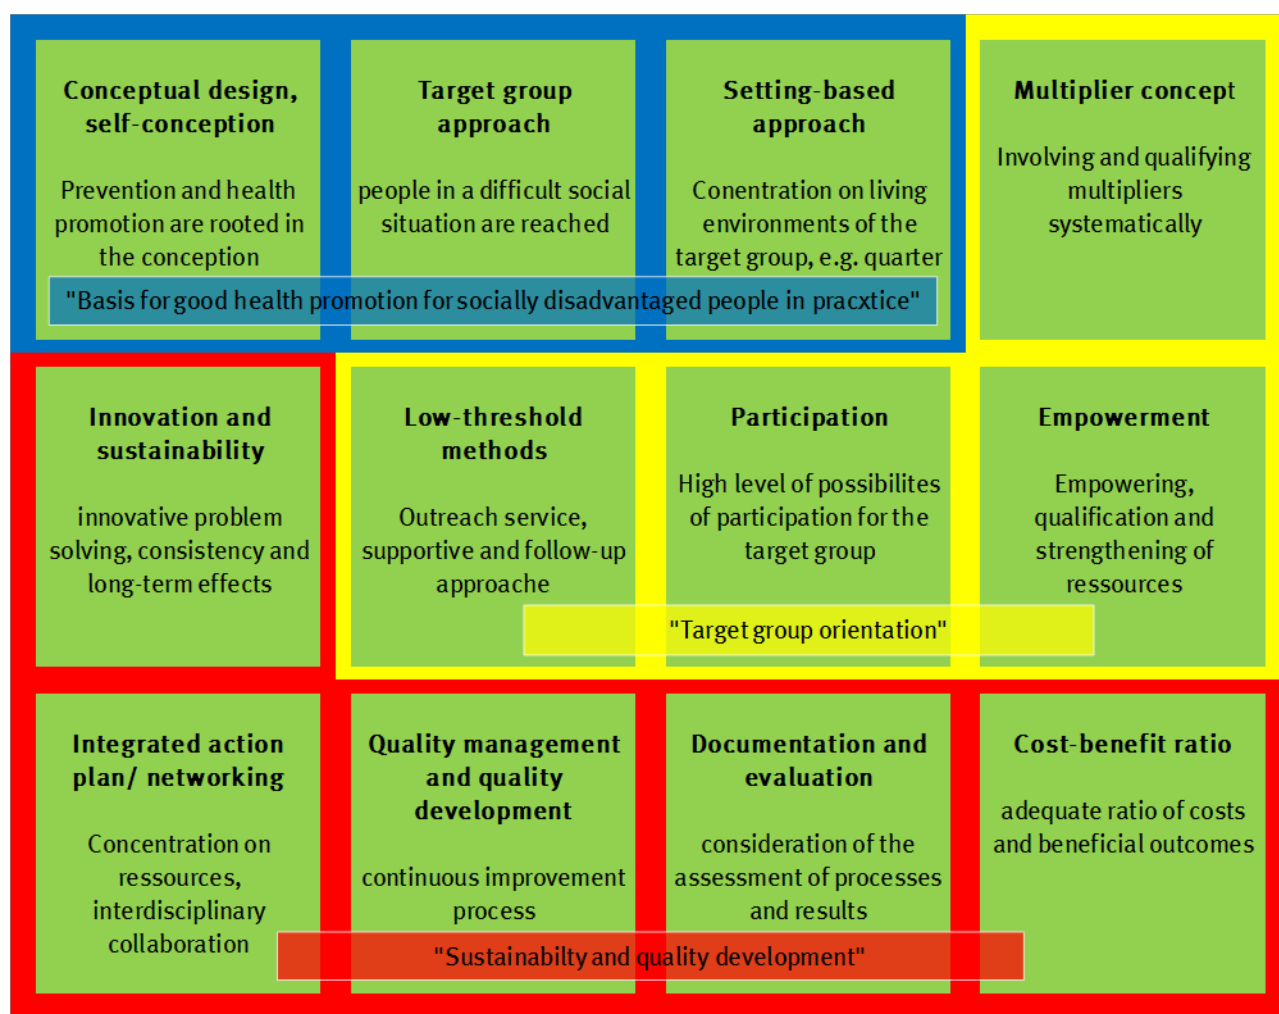 Conceptual design,
self-conception
Prevention and health
promotion are rooted in
the conception
Target group
approach
people in a difficult social
situation are reached
Setting-based
approach
Conentration on living
environments of the
target group, e.g. quarter
Multiplier concept
Involving and qualifying
multipliers
systematically
"Basis for good health promotion for socially disadvantaged people in pracxtice"
Innovation and
sustainability
innovative problem
solving, consistency and
long-term effects
Low-threshold
methods
Outreach service,
supportive and follow-up
approache
Participation
High level of possibilites
of participation for the
target group
Empowerment
Empowering,
qualification and
strengthening of
ressources
"Target group orientation"
Integrated action
plan/ networking
Concentration on
ressources,
interdisciplinary
collaboration
Quality management
and quality
development
continuous improvement
process
Documentation and
evaluation
consideration of the
assessment of processes
and results
Cost-benefit ratio
adequate ratio of costs
and beneficial outcomes
"Sustainabilty and quality development"